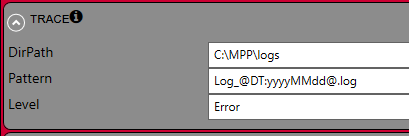 TRACE
DirPath C:\MPP\logs
Pattern Log_@DT:yyyyMMdd@.log
Level Error